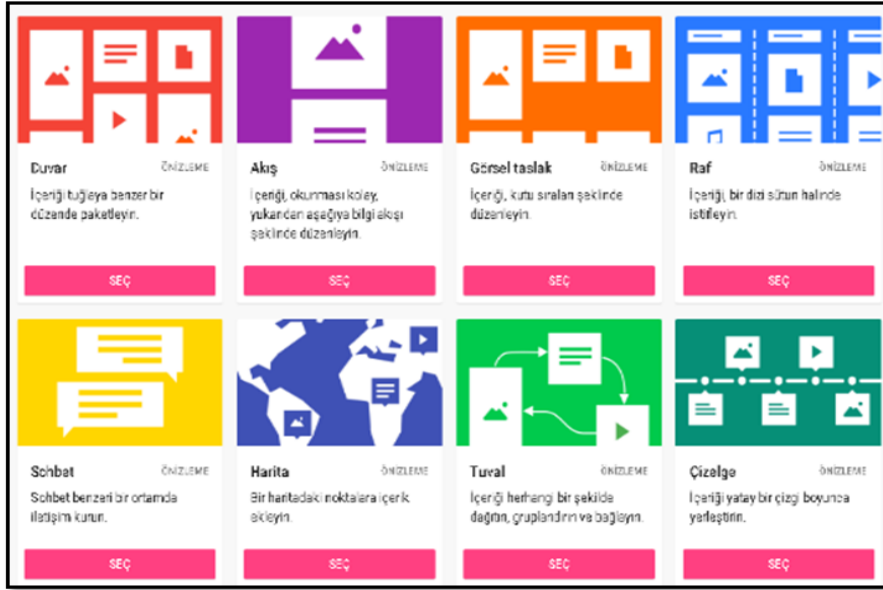 Duvar ÖNİZLEME
İçeriği tuğlaya benzer bir
düzende paketleyin.
SEÇ
Akış ÖNİZLEME
İçeriği, okunması kolay,
yukarıdan aşağıya bilgi akışı
şeklinde düzenleyin.
SEÇ
Görsel taslak ÖNİZLEME
İçeriği, kutu sıraları şeklinde
düzenleyin.
SEÇ
Raf ÖNİZLEME
İçeriği, bir dizi sütun halinde
istifleyin.
SEÇ
Sohbet ÖNİZLEME
Sohbet benzeri bir ortamda
iletişim kurun.
SEÇ
Harita ÖNİZLEME
Bir haritadaki noktalara içerik
ekleyin.
SEÇ
Tuval ÖNİZLEME
İçeriği herhangi bir şekilde
dağıtın, gruplandırın ve bağlayın.
SEÇ
Çizelge ÖNİZLEME
İçeriği yatay bir çizgi boyunca
yerleştirin.
SEÇ